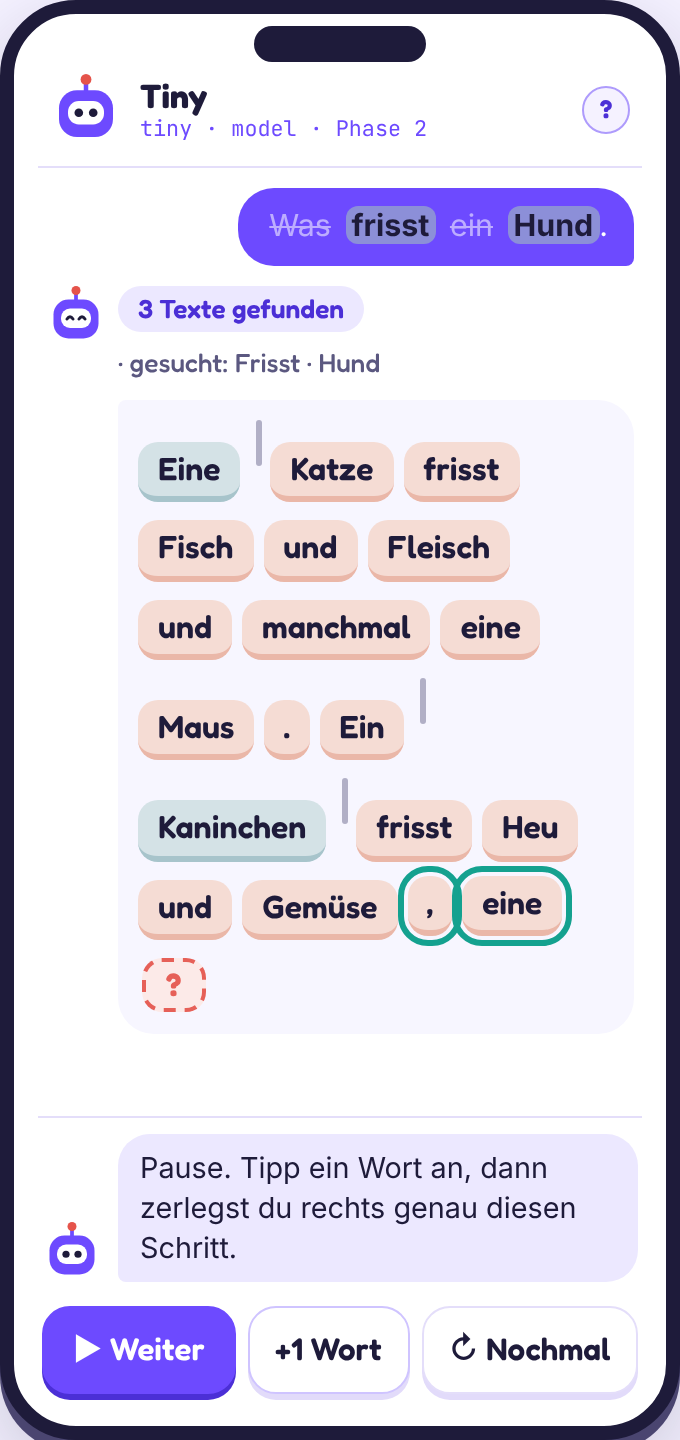 Tiny
tiny · model · Phase 2
?
Was frisst ein Hund.
3 Texte gefunden
· gesucht: Frisst · Hund
Eine Katze frisst
Fisch und Fleisch
und manchmal eine
Maus . Ein
Kaninchen frisst Heu
und Gemüse , eine
?
Pause. Tipp ein Wort an, dann
zerlegst du rechts genau diesen
Schritt.
▶ Weiter +1 Wort ↻ Nochmal